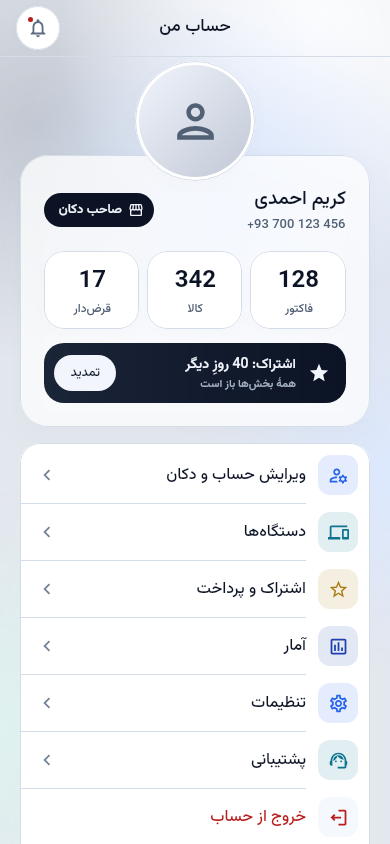 حساب من
کریم احمدی
+93 700 123 456
صاحب دکان
128
فاکتور
342
کالا
17
قرض‌دار
اشتراک: 40 روزِ دیگر
همهٔ بخش‌ها باز است
تمدید
ویرایش حساب و دکان
دستگاه‌ها
اشتراک و پرداخت
آمار
تنظیمات
پشتیبانی
خروج از حساب